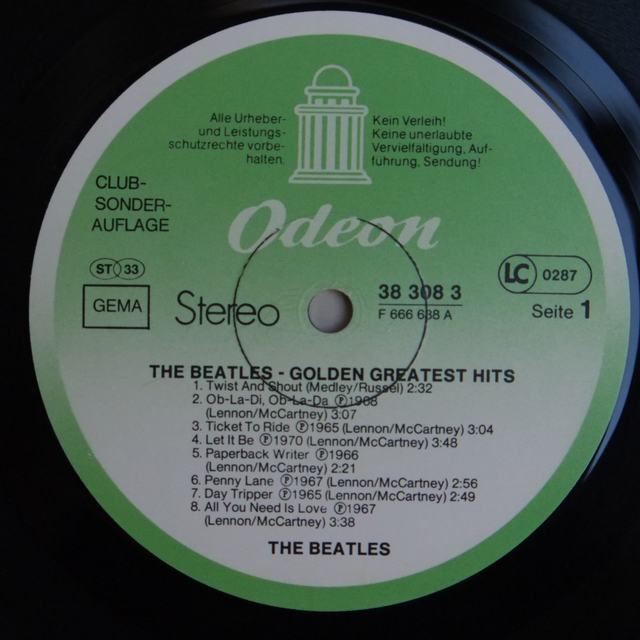 Alle Urheber-
und Leistungs-
schutzrechte vorbe-
halten.
Kein Verleih!
Keine unerlaubte
Vervielfältigung, Auf-
führung, Sendung!
CLUB-
SONDER-
AUFLAGE
Odeon
ST 33
GEMA
Stereo
38 308 3
F 666 688 A
LC 0287
Seite 1
THE BEATLES - GOLDEN GREATEST HITS
1. Twist And Shout (Medley/Russel) 2:32
2. Ob-La-Di, Ob-La-Da ℗1968
(Lennon/McCartney) 3:07
3. Ticket To Ride ℗1965 (Lennon/McCartney) 3:04
4. Let It Be ℗1970 (Lennon/McCartney) 3:48
5. Paperback Writer ℗1966
(Lennon/McCartney) 2:21
6. Penny Lane ℗1967 (Lennon/McCartney) 2:56
7. Day Tripper ℗1965 (Lennon/McCartney) 2:49
8. All You Need Is Love ℗1967
(Lennon/McCartney) 3:38
THE BEATLES